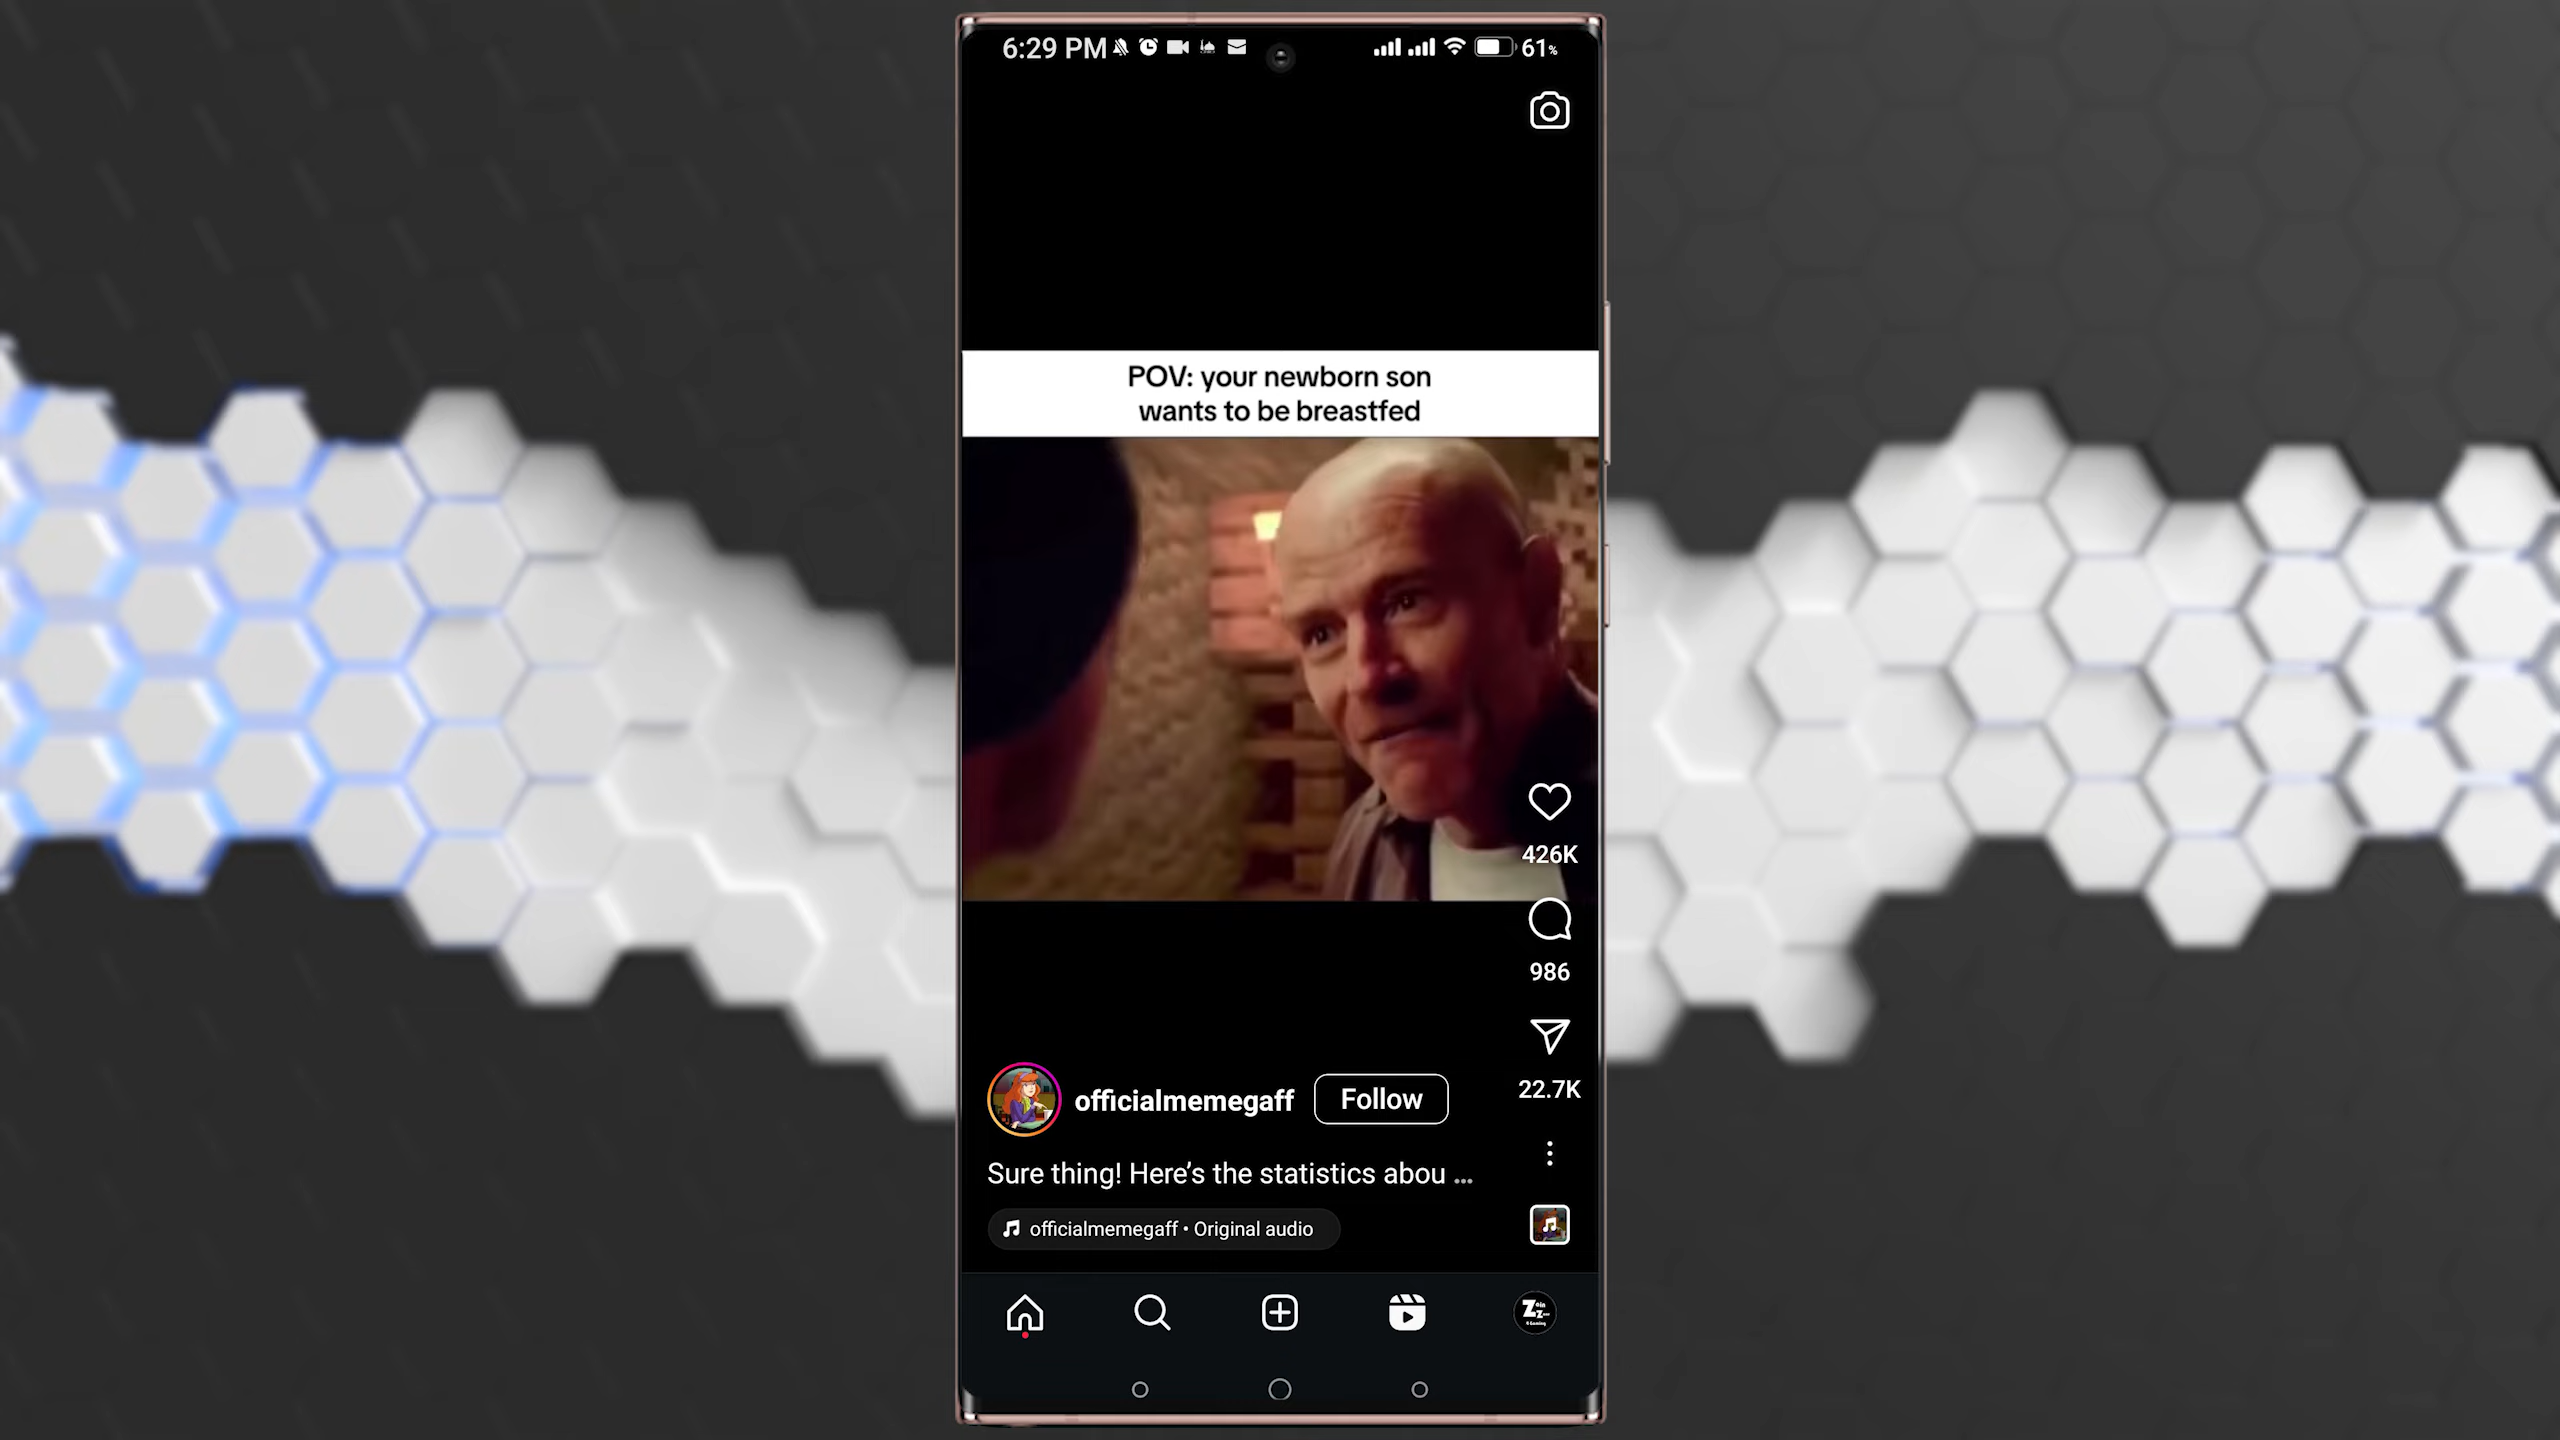 6:29 PM
61%
POV: your newborn son
wants to be breastfed
426K
986
22.7K
officialmemegaff
Follow
Sure thing! Here's the statistics abou ...
officialmemegaff • Original audio